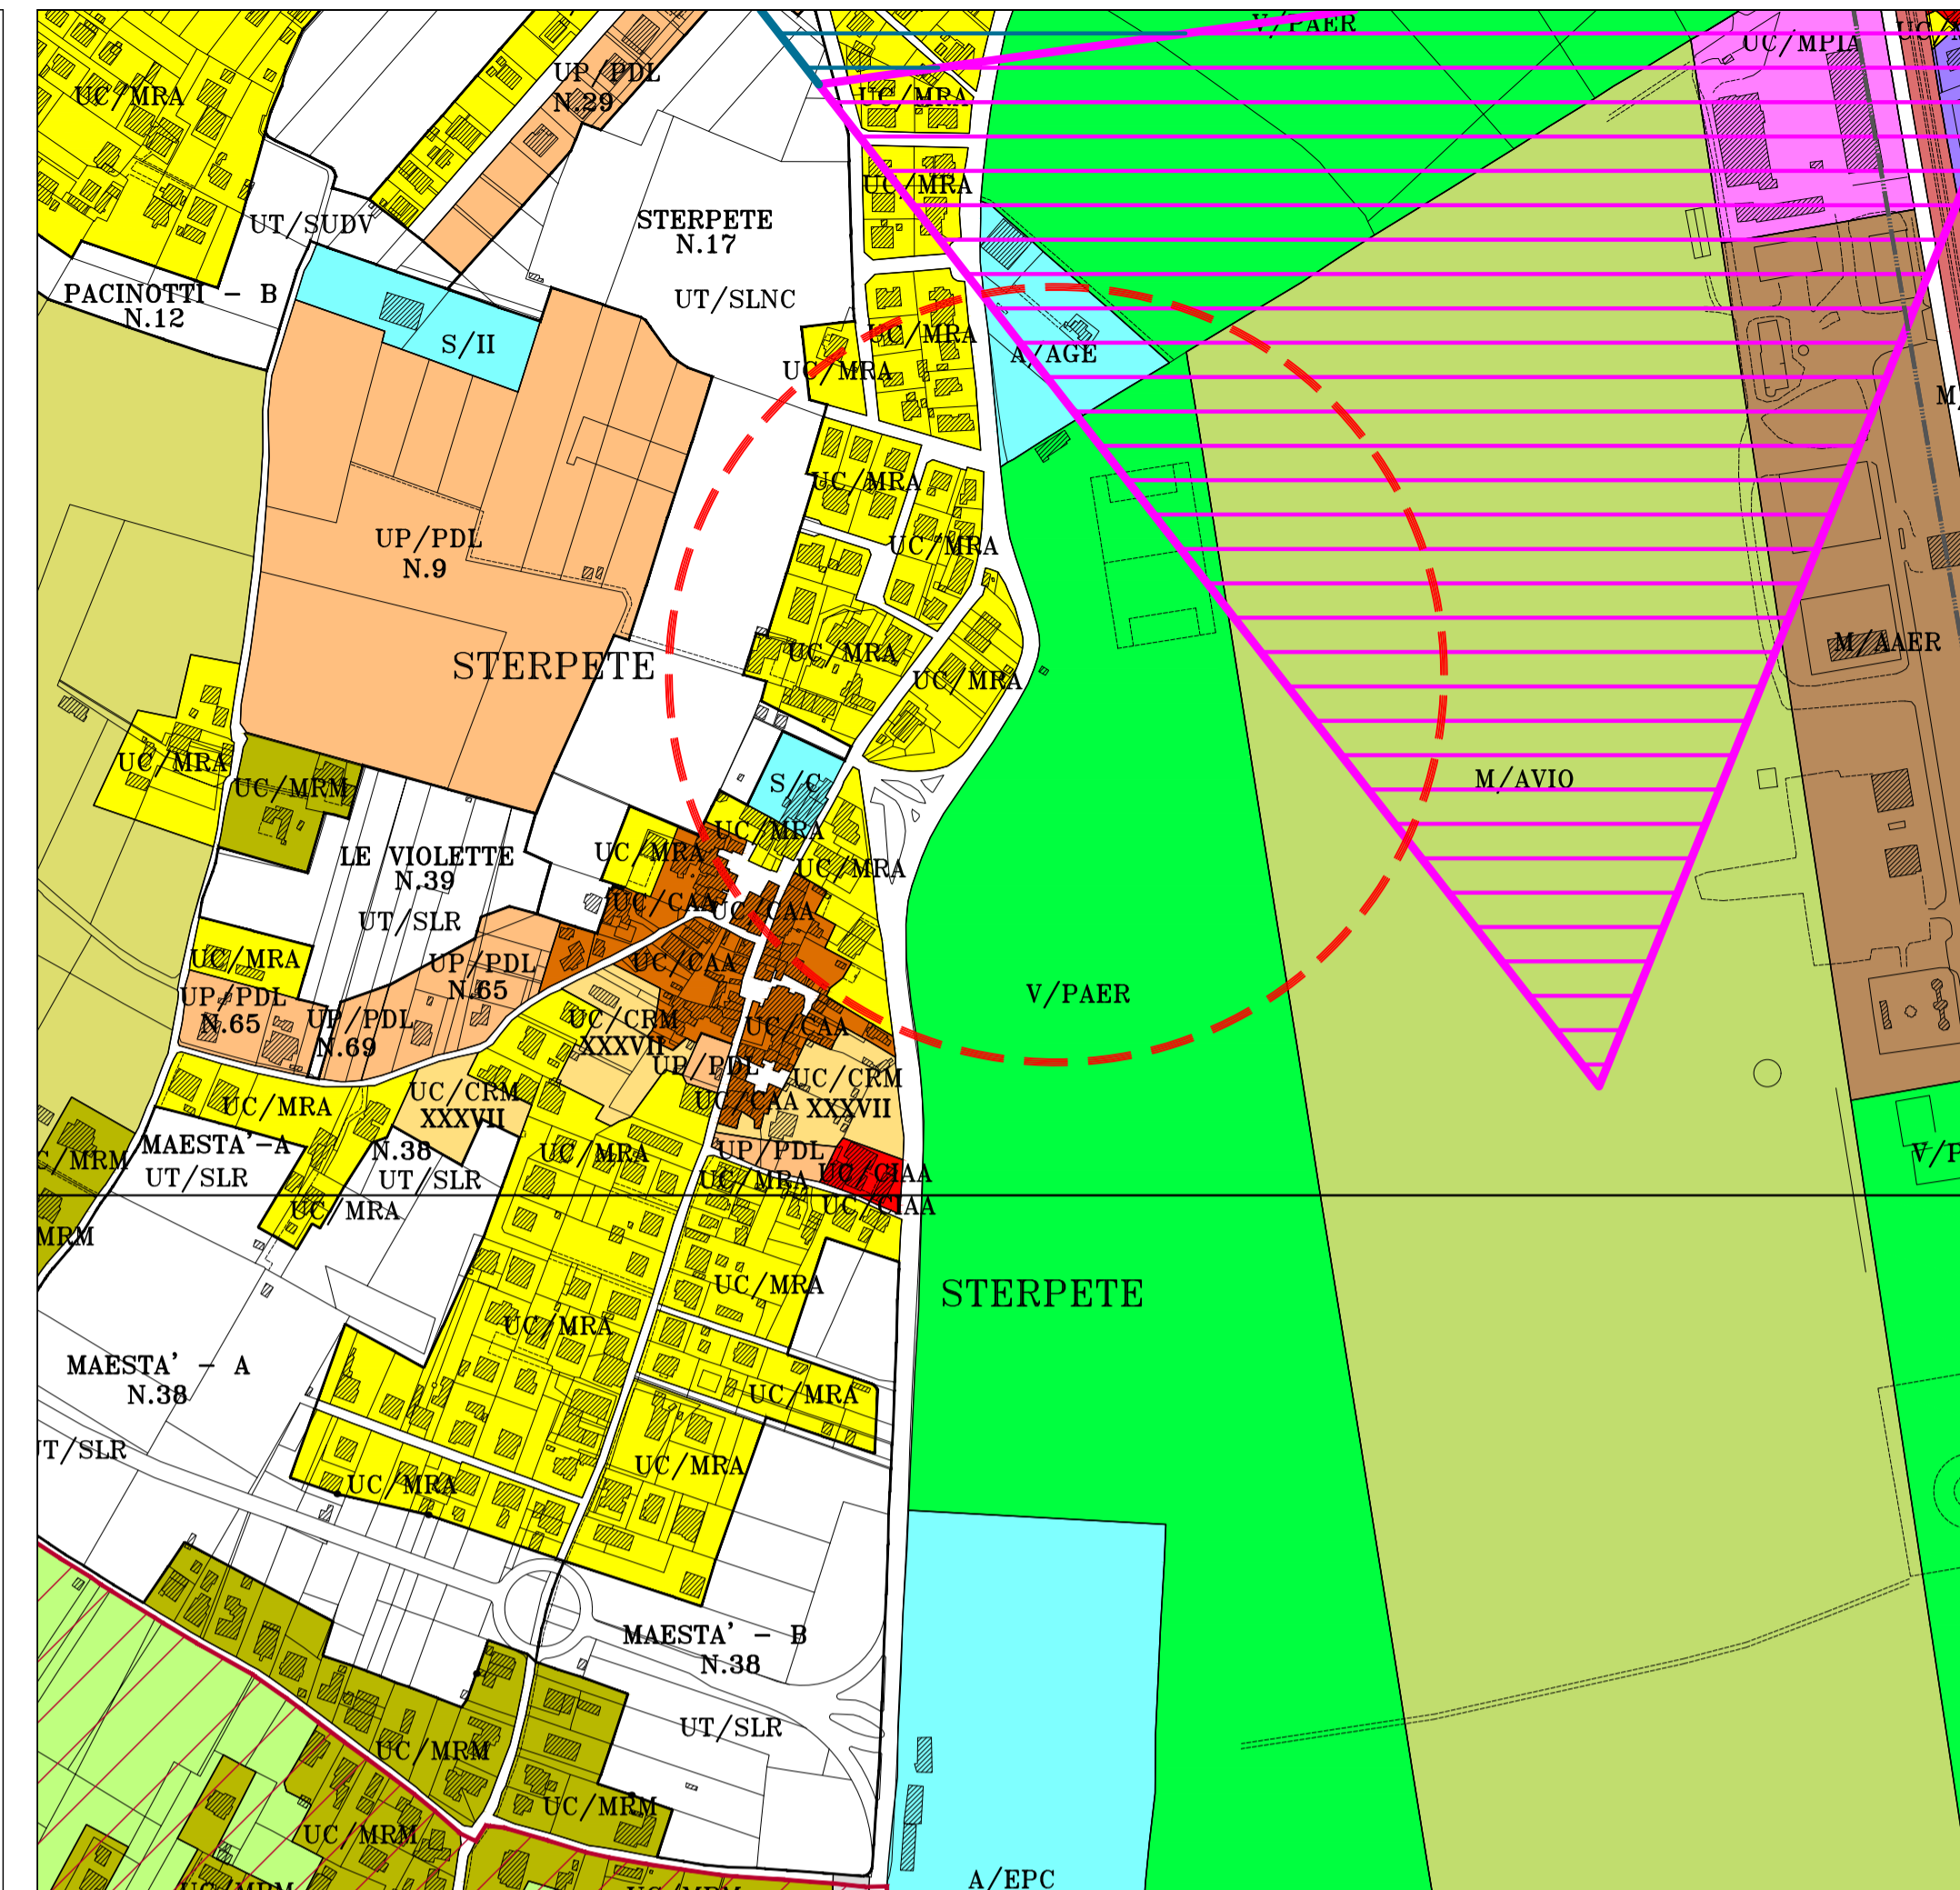 V/PAER
UC/MPIA
UP/PDL
N.29
UC/MRA
UC/MRA
UC/MRA
UT/SUDV
STERPETE
N.17
PACINOTTI - B
N.12
UT/SLNC
S/II
UC/MRA
A/AGE
UC/MRA
UC/MRA
UP/PDL
N.9
UC/MRA
STERPETE
UC/MRA
M/AAER
UC/MRA
UC/MRA
UC/MRM
S/C
M/AVIO
UC/MRA
LE VIOLETTE
N.39
UC/MRA
UC/MRA
UC/CAA
UC/CAA
UT/SLR
UC/MRA
UP/PDL
N.65
UC/CAA
UP/PDL
N.65
V/PAER
UP/PDL
N.69
UC/CRM
XXXVII
UC/CAA
UP/PDL
UC/CRM
XXXVII
UC/CRM
XXXVII
UC/CAA
UC/MRA
MAESTA'-A
UT/SLR
N.38
UT/SLR
UC/MRA
UP/PDL
C/MRM
UC/MRA
UC/CIAA
UC/CIAA
UC/MRA
MRM
UC/MRA
STERPETE
UC/MRA
MAESTA' - A
N.38
UC/MRA
UT/SLR
UC/MRA
UC/MRA
MAESTA' - B
N.38
UT/SLR
UC/MRM
UC/MRM
UC/MRM
A/EPC
UC/MRM
UC/MRM